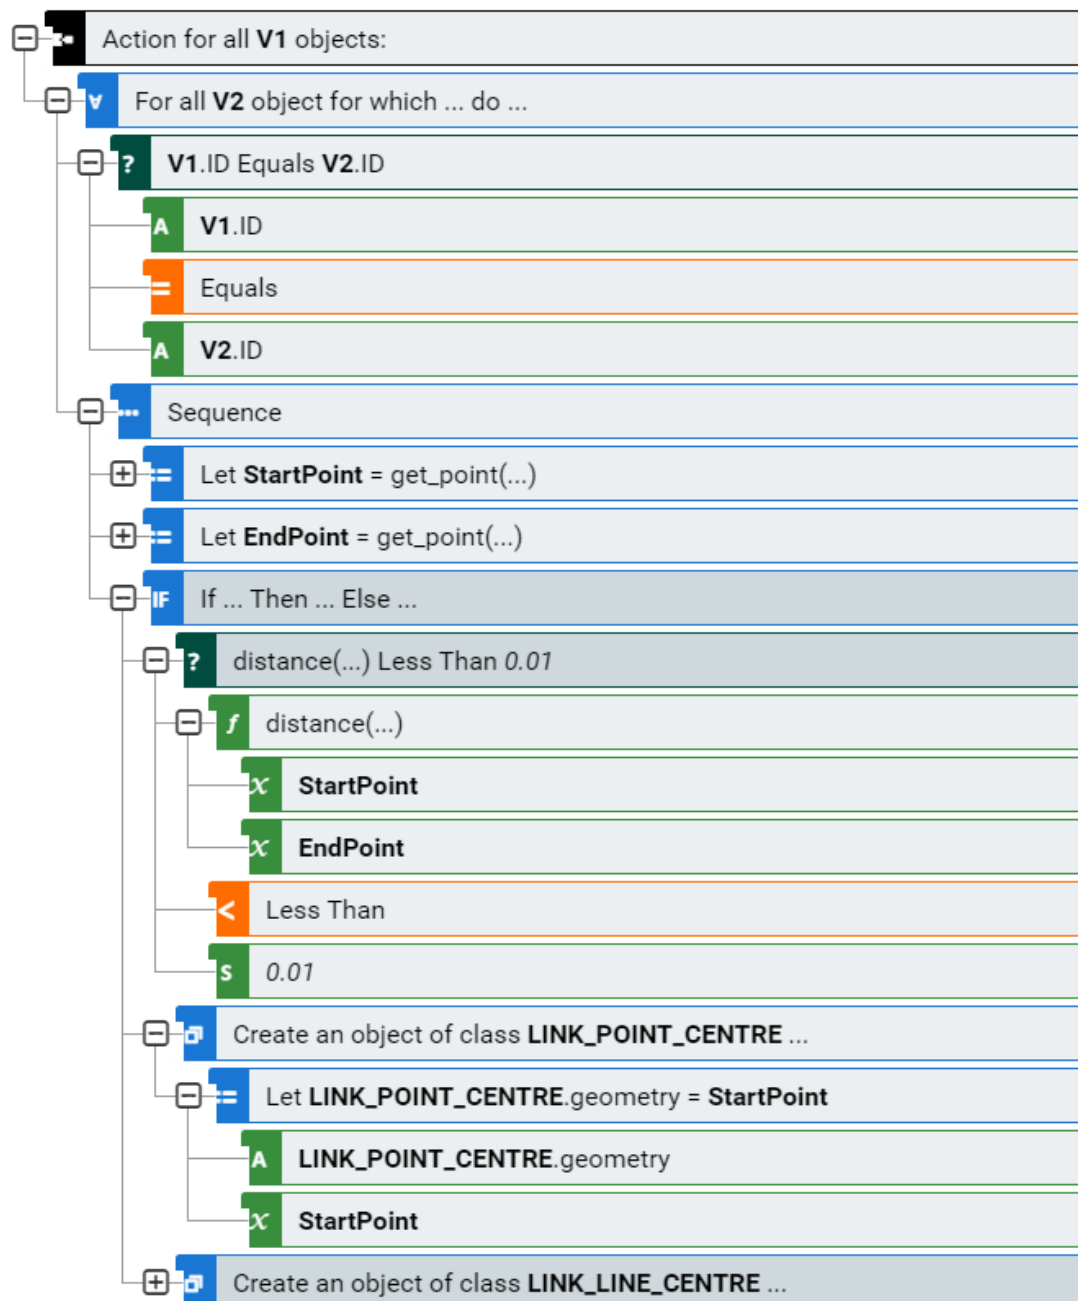 Action for all V1 objects:
∀ For all V2 object for which ... do ...
? V1.ID Equals V2.ID
A V1.ID
= Equals
A V2.ID
... Sequence
:= Let StartPoint = get_point(...)
:= Let EndPoint = get_point(...)
IF If ... Then ... Else ...
? distance(...) Less Than 0.01
f distance(...)
x StartPoint
x EndPoint
< Less Than
S 0.01
Create an object of class LINK_POINT_CENTRE ...
:= Let LINK_POINT_CENTRE.geometry = StartPoint
A LINK_POINT_CENTRE.geometry
x StartPoint
Create an object of class LINK_LINE_CENTRE ...